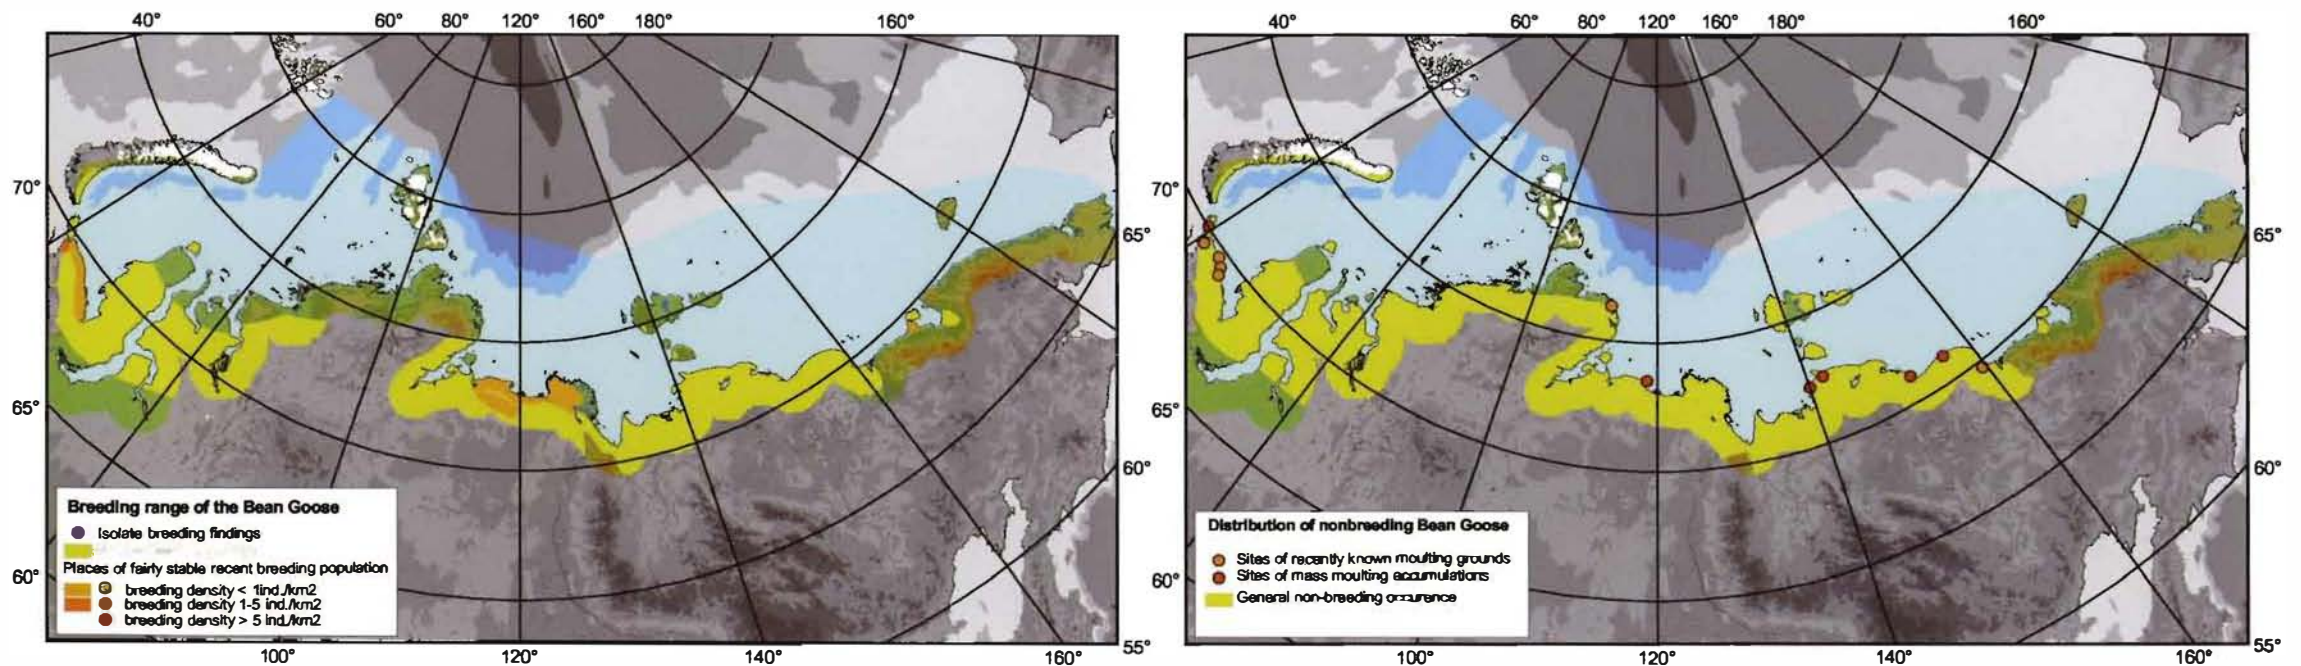 40° 60° 80° 120° 160° 180° 160°
70°
65°
65°
60°
60°
55°
100° 120° 140° 160°
Breeding range of the Bean Goose
Isolate breeding findings
Places of fairly stable recent breeding population
breeding density < 1ind./km2
breeding density 1-5 ind./km2
breeding density > 5 ind./km2
40° 60° 80° 120° 160° 180° 160°
70°
65°
65°
60°
60°
55°
100° 120° 140° 160°
Distribution of nonbreeding Bean Goose
Sites of recently known moulting grounds
Sites of mass moulting accumulations
General non-breeding occurence